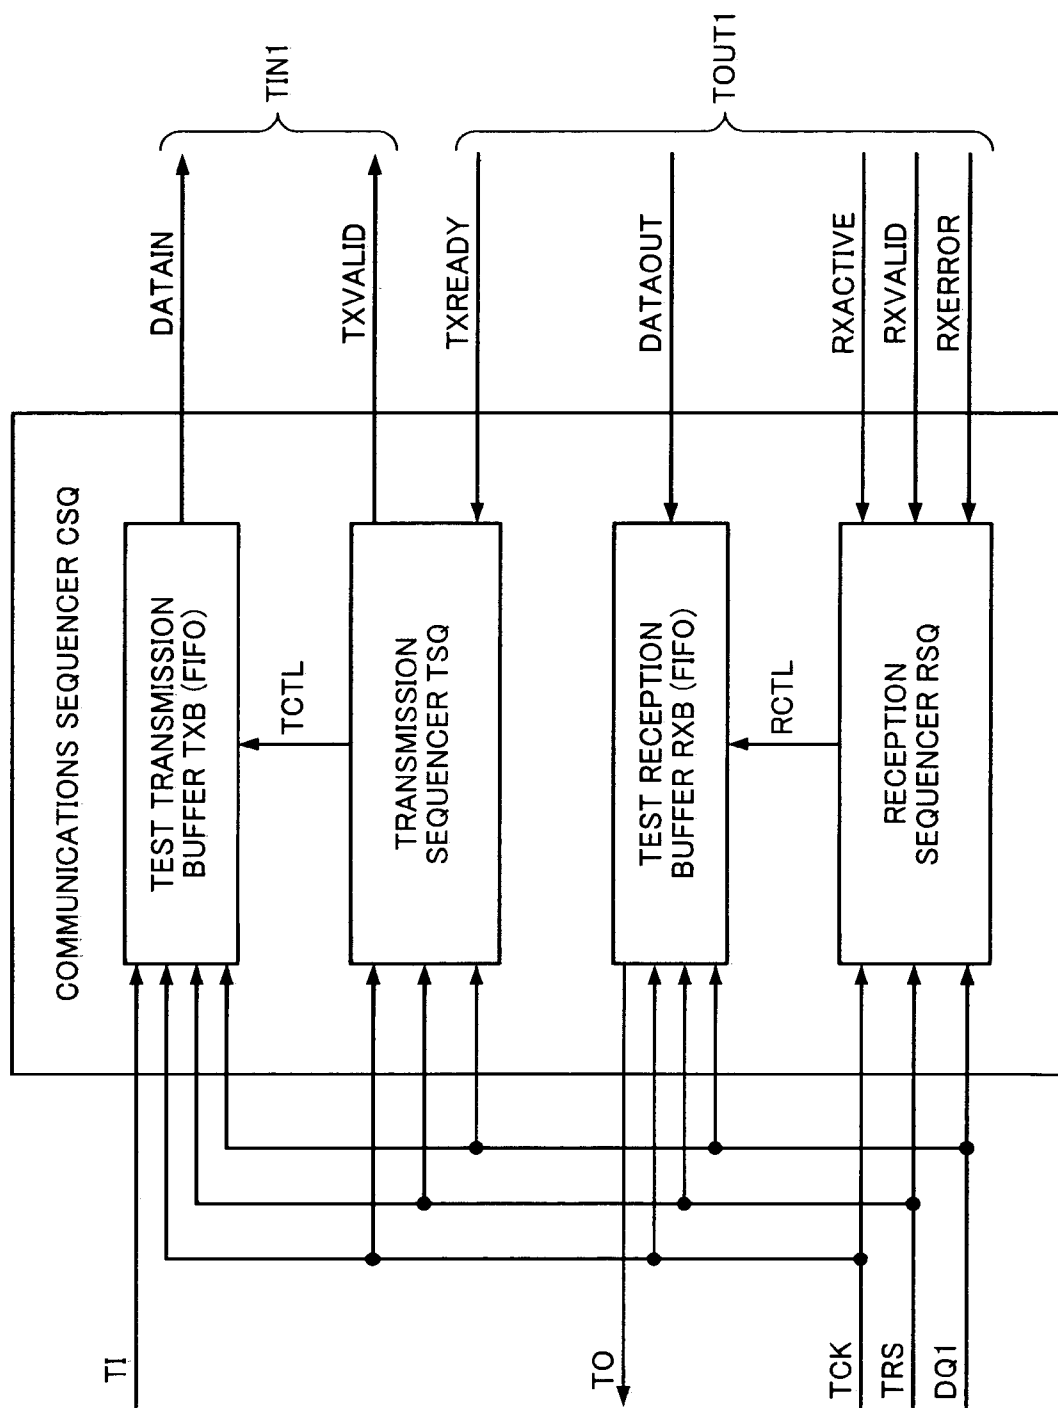 COMMUNICATIONS SEQUENCER CSQ
TI
TEST TRANSMISSION
BUFFER TXB (FIFO)
DATAIN
TIN1
TCTL
TRANSMISSION
SEQUENCER TSQ
TXVALID
TXREADY
TOUT1
TO
TEST RECEPTION
BUFFER RXB (FIFO)
DATAOUT
RCTL
TCK
TRS
DQ1
RECEPTION
SEQUENCER RSQ
RXACTIVE
RXVALID
RXERROR